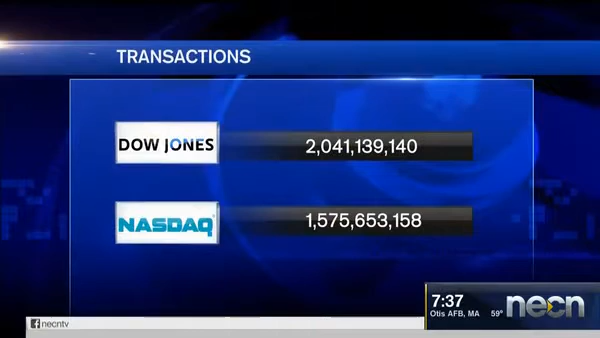 TRANSACTIONS
DOW JONES
2,041,139,140
NASDAQ
1,575,653,158
7:37
Otis AFB, MA 59°
necn
f necntv